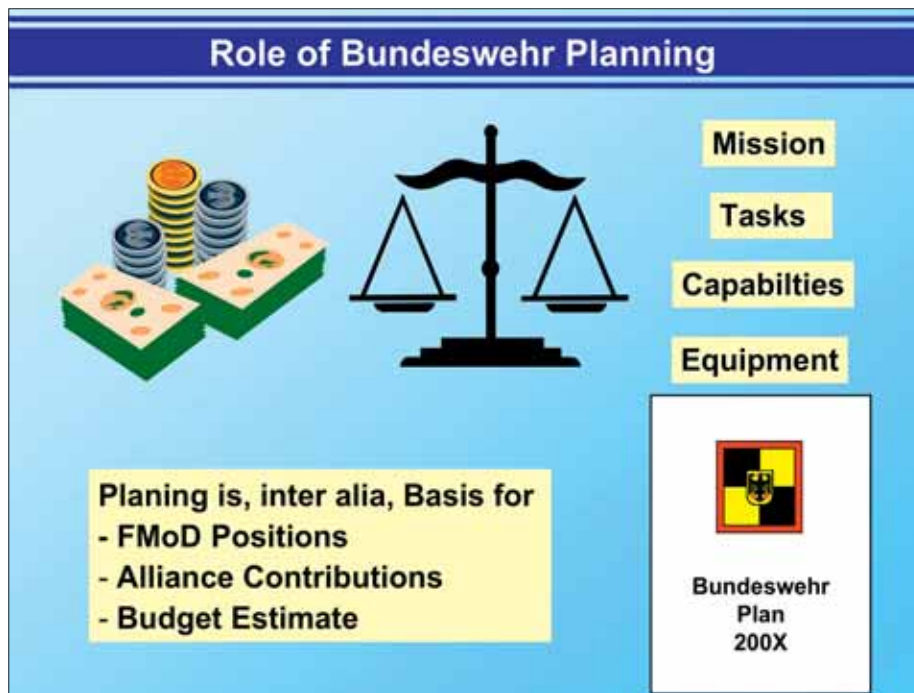 Role of Bundeswehr Planning
Mission
Tasks
Capabilties
Equipment
Planing is, inter alia, Basis for
- FMoD Positions
- Alliance Contributions
- Budget Estimate
Bundeswehr
Plan
200X